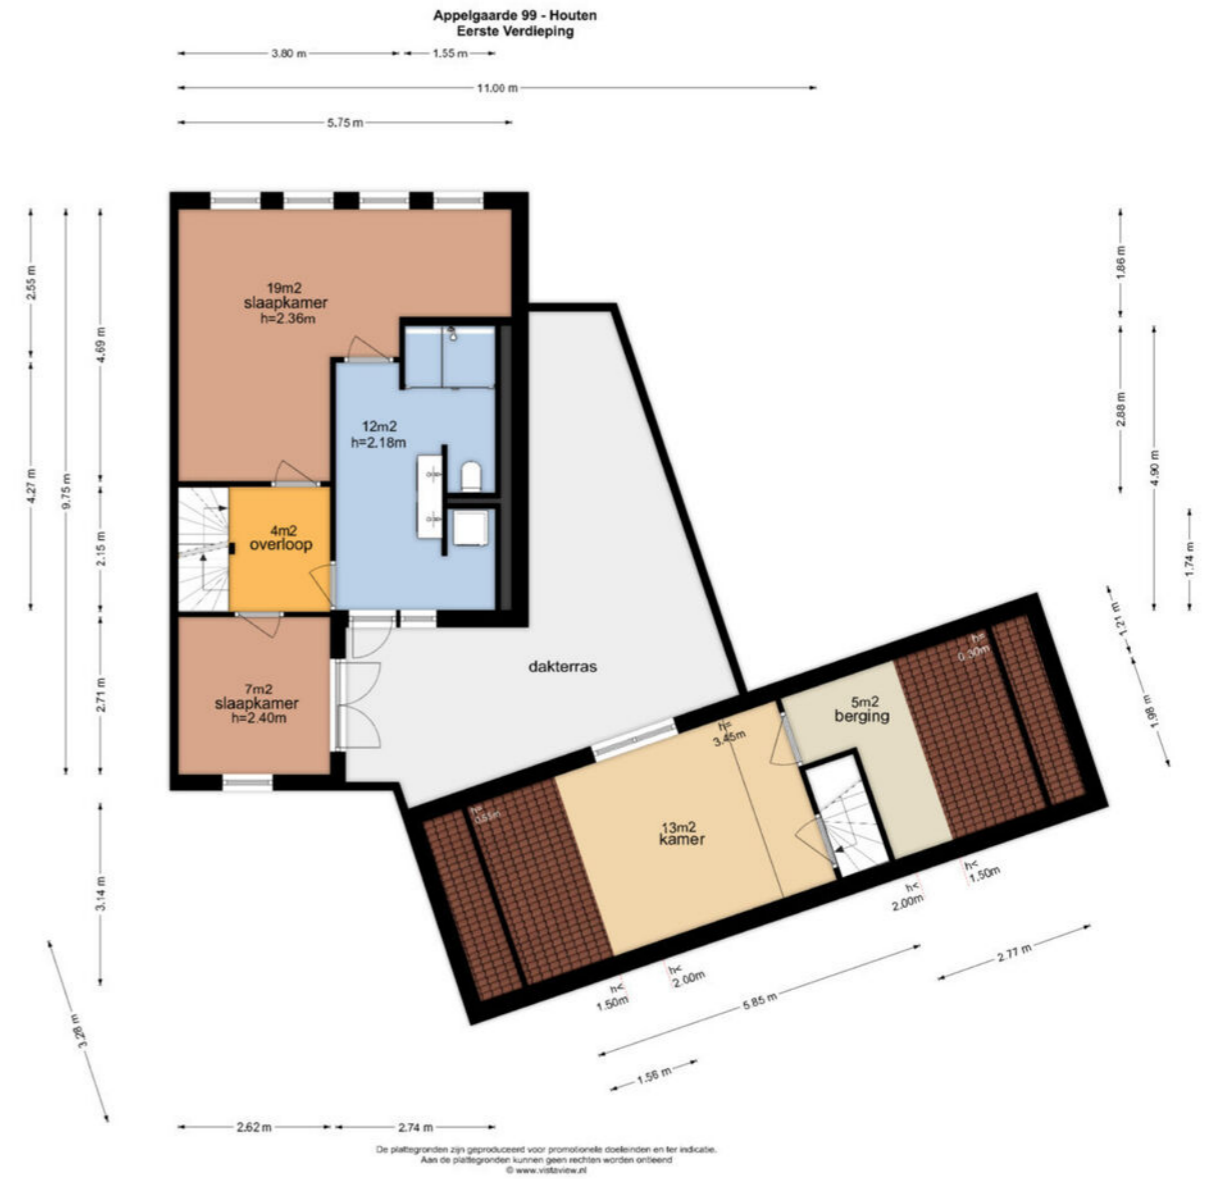 Appelgaarde 99 - Houten
Eerste Verdieping
3.80 m
1.55 m
11.00 m
5.75 m
2.55 m
4.27 m
9.75 m
4.69 m
2.15 m
2.71 m
3.14 m
3.28 m
1.86 m
2.88 m
4.90 m
1.74 m
1.21 m
1.98 m
19m2
slaapkamer
h=2.36m
12m2
h=2.18m
4m2
overloop
7m2
slaapkamer
h=2.40m
dakterras
h=
0.30m
5m2
berging
h=
3.45m
h=
0.55m
13m2
kamer
h<
1.50m
h<
2.00m
h<
2.00m
h<
1.50m
2.77 m
5.85 m
1.56 m
2.62 m
2.74 m
De plattegronden zijn geproduceerd voor promotionele doeleinden en ter indicatie.
Aan de plattegronden kunnen geen rechten worden ontleend
© www.vistaview.nl